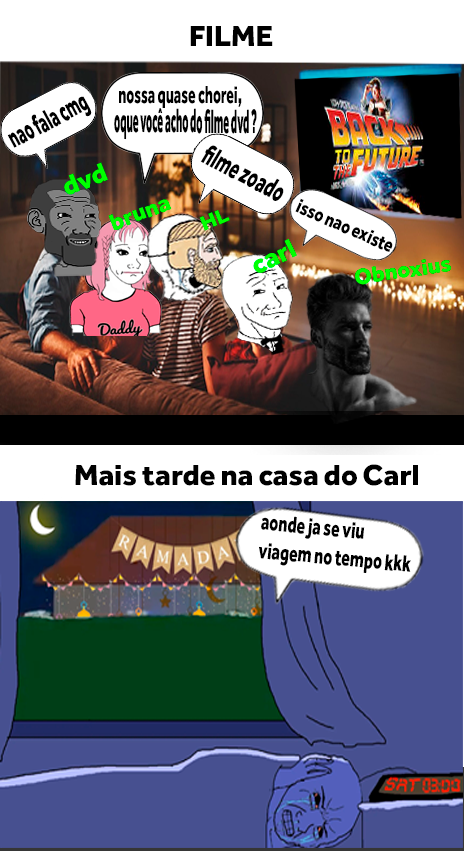 FILME
nao fala cmg
nossa quase chorei,
oque você acho do filme dvd ?
filme zoado
isso nao existe
dvd
bruna
HL
carl
Obnoxius
BACK
TO THE
FUTURE
Daddy
Mais tarde na casa do Carl
aonde ja se viu
viagem no tempo kkk
RAMADA
SAT 03:00